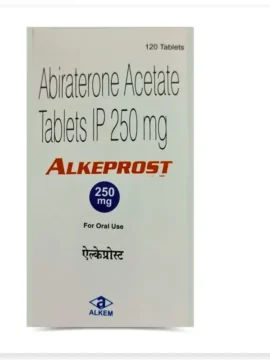 120 Tablets
Abiraterone Acetate
Tablets IP 250 mg
ALKEPROST
250
mg
For Oral Use
ऐल्केप्रोस्ट
a
ALKEM